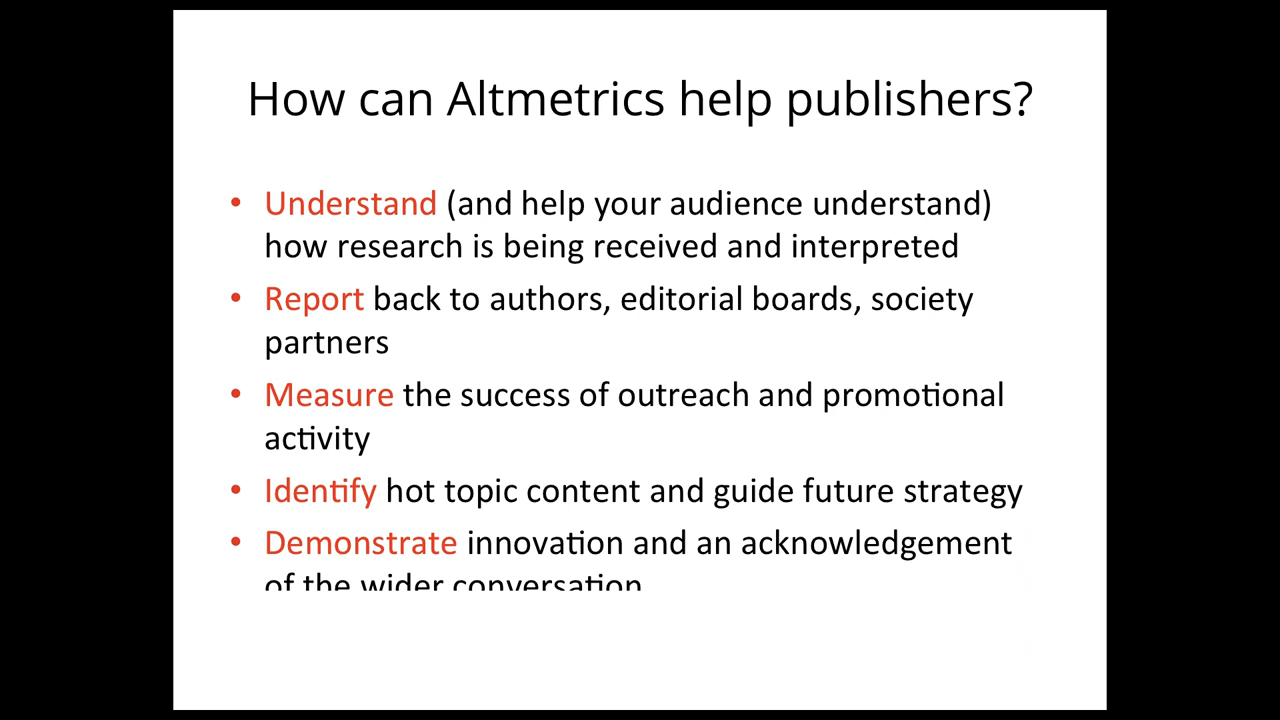 How can Altmetrics help publishers?
• Understand (and help your audience understand)
how research is being received and interpreted
• Report back to authors, editorial boards, society
partners
• Measure the success of outreach and promotional
activity
• Identify hot topic content and guide future strategy
• Demonstrate innovation and an acknowledgement
of the wider conversation